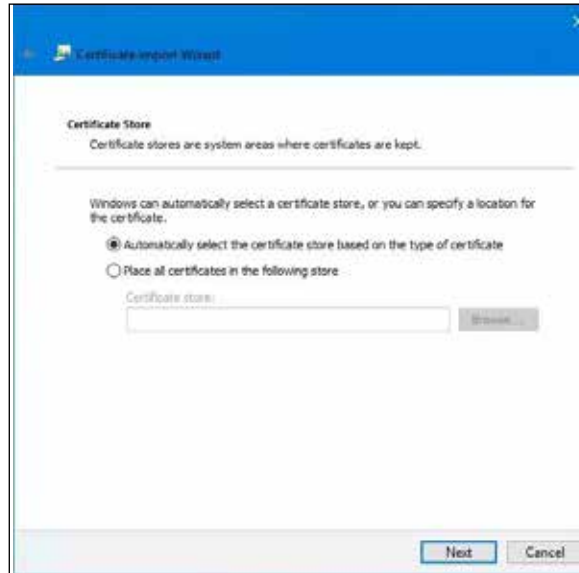 Certificate Import Wizard
Certificate Store
Certificate stores are system areas where certificates are kept.
Windows can automatically select a certificate store, or you can specify a location for
the certificate.
Automatically select the certificate store based on the type of certificate
Place all certificates in the following store
Certificate store:
Browse...
Next
Cancel